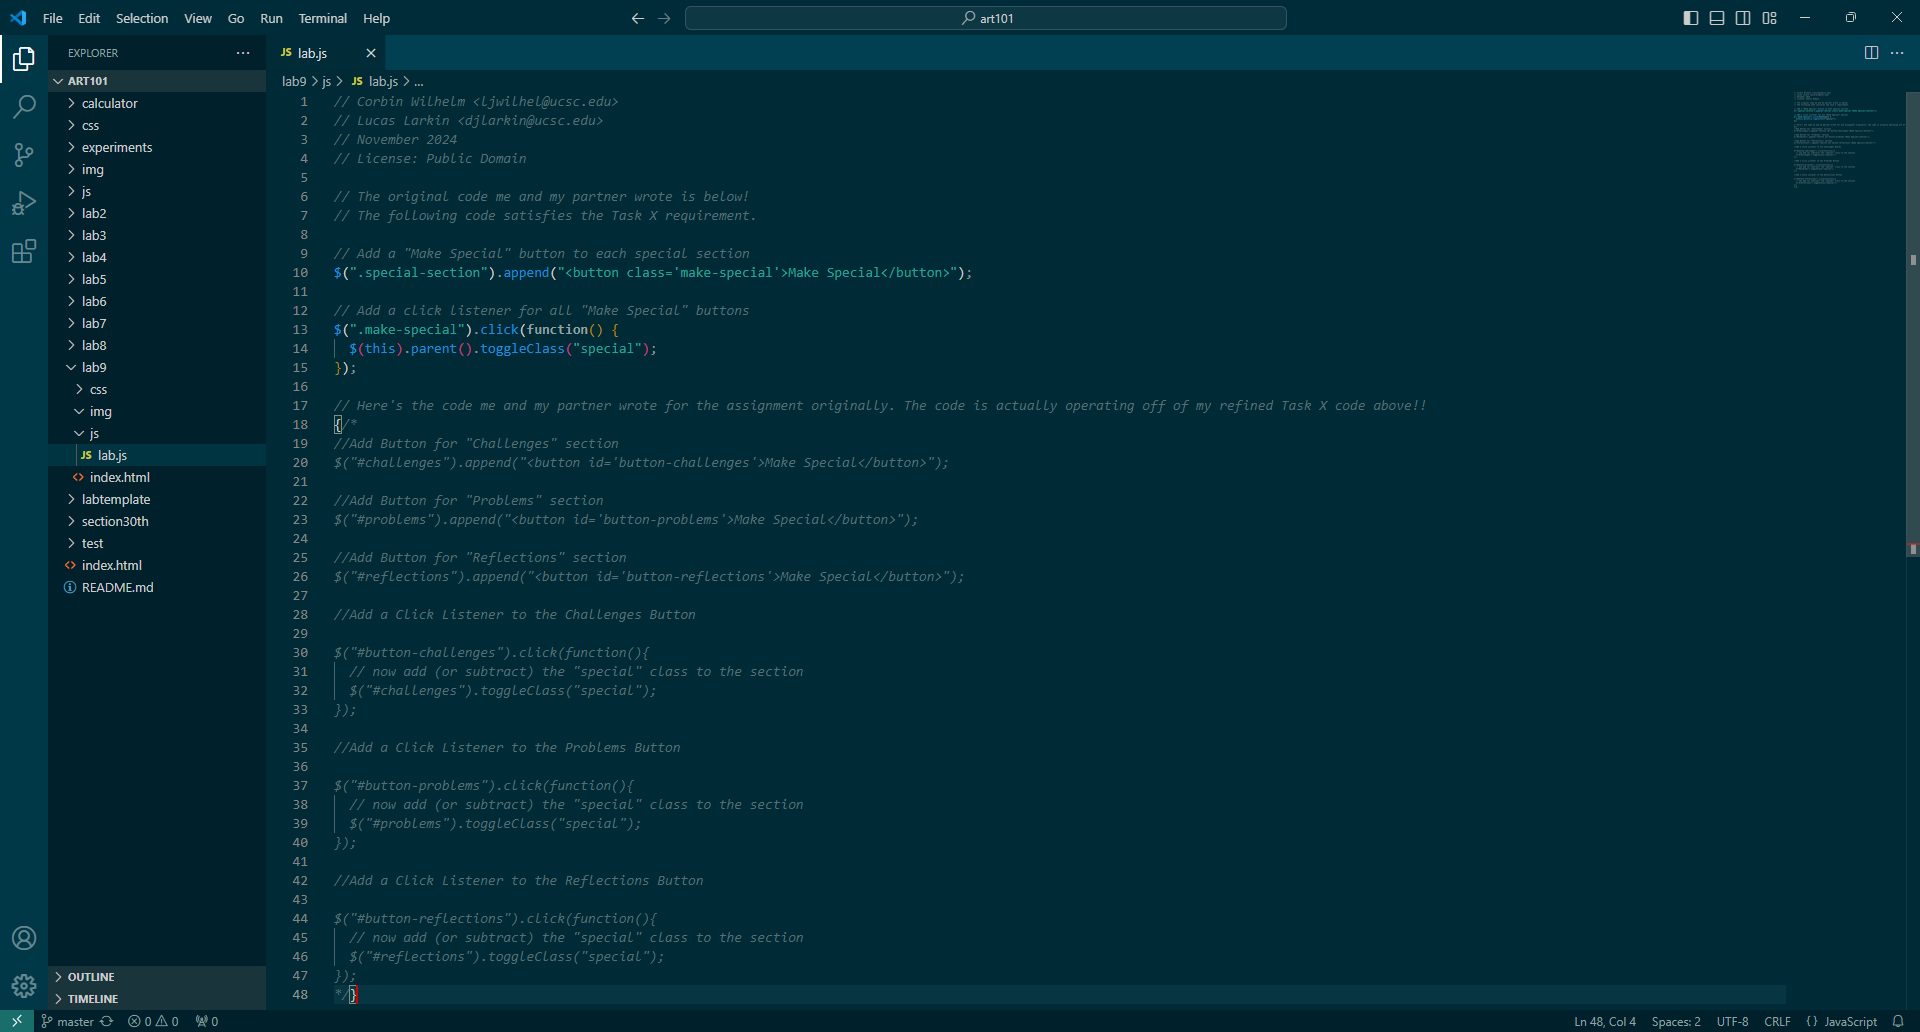 File Edit Selection View Go Run Terminal Help
art101
EXPLORER
ART101
calculator
css
experiments
img
js
lab2
lab3
lab4
lab5
lab6
lab7
lab8
lab9
css
img
js
JS lab.js
index.html
labtemplate
section30th
test
index.html
README.md
OUTLINE
TIMELINE
JS lab.js
lab9 > js > JS lab.js > ...
1 // Corbin Wilhelm <ljwilhel@ucsc.edu>
2 // Lucas Larkin <djlarkin@ucsc.edu>
3 // November 2024
4 // License: Public Domain
5
6 // The original code me and my partner wrote is below!
7 // The following code satisfies the Task X requirement.
8
9 // Add a "Make Special" button to each special section
10 $(".special-section").append("<button class='make-special'>Make Special</button>");
11
12 // Add a click listener for all "Make Special" buttons
13 $(".make-special").click(function() {
14 $(this).parent().toggleClass("special");
15 });
16
17 // Here's the code me and my partner wrote for the assignment originally. The code is actually operating off of my refined Task X code above!!
18 {/*
19 //Add Button for "Challenges" section
20 $("#challenges").append("<button id='button-challenges'>Make Special</button>");
21
22 //Add Button for "Problems" section
23 $("#problems").append("<button id='button-problems'>Make Special</button>");
24
25 //Add Button for "Reflections" section
26 $("#reflections").append("<button id='button-reflections'>Make Special</button>");
27
28 //Add a Click Listener to the Challenges Button
29
30 $("#button-challenges").click(function(){
31 // now add (or subtract) the "special" class to the section
32 $("#challenges").toggleClass("special");
33 });
34
35 //Add a Click Listener to the Problems Button
36
37 $("#button-problems").click(function(){
38 // now add (or subtract) the "special" class to the section
39 $("#problems").toggleClass("special");
40 });
41
42 //Add a Click Listener to the Reflections Button
43
44 $("#button-reflections").click(function(){
45 // now add (or subtract) the "special" class to the section
46 $("#reflections").toggleClass("special");
47 });
48 */}
master 0 0 0
Ln 48, Col 4 Spaces: 2 UTF-8 CRLF {} JavaScript